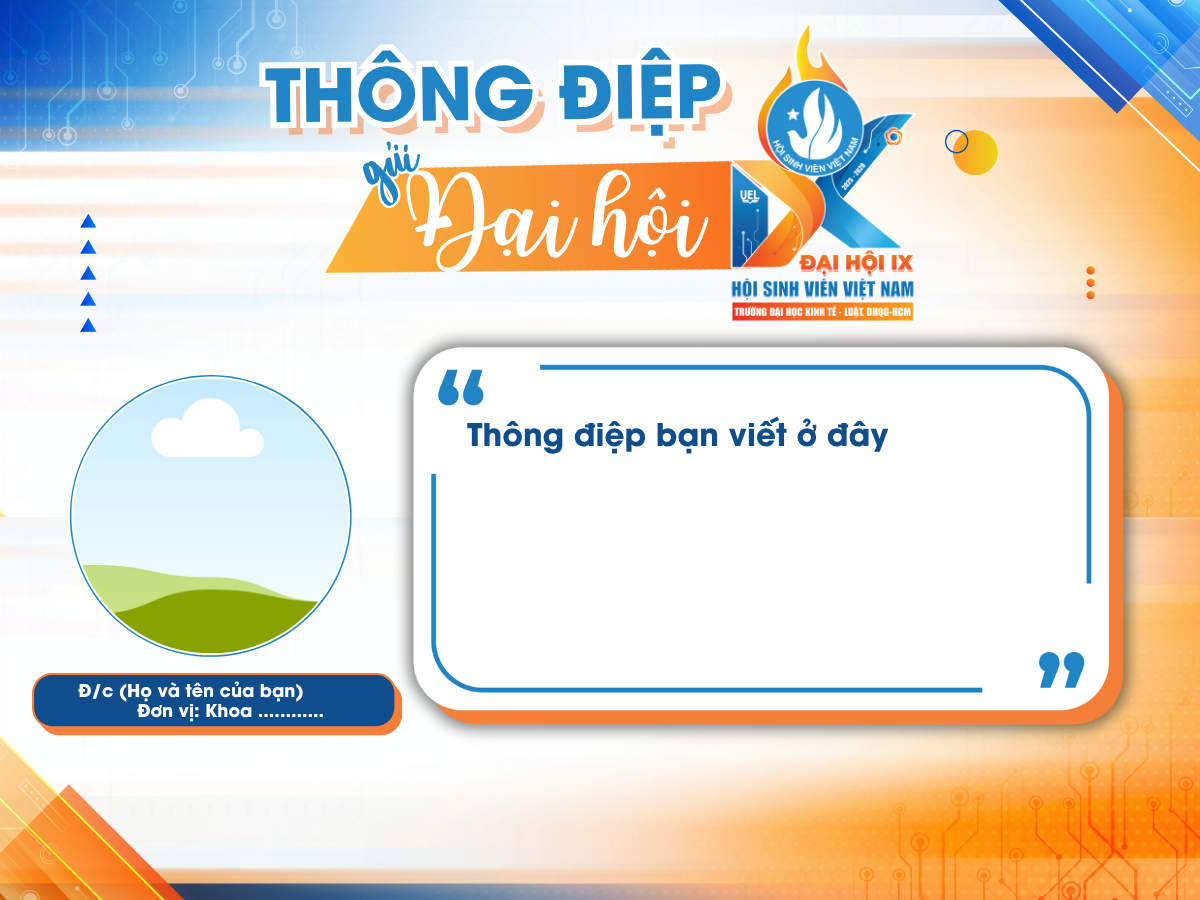 THÔNG ĐIỆP
gửi
Đại hội
HỘI SINH VIÊN VIỆT NAM
2025 - 2028
UEL
ĐẠI HỘI IX
HỘI SINH VIÊN VIỆT NAM
TRƯỜNG ĐẠI HỌC KINH TẾ - LUẬT, ĐHQG-HCM
“
Thông điệp bạn viết ở đây
”
Đ/c (Họ và tên của bạn)
Đơn vị: Khoa ............